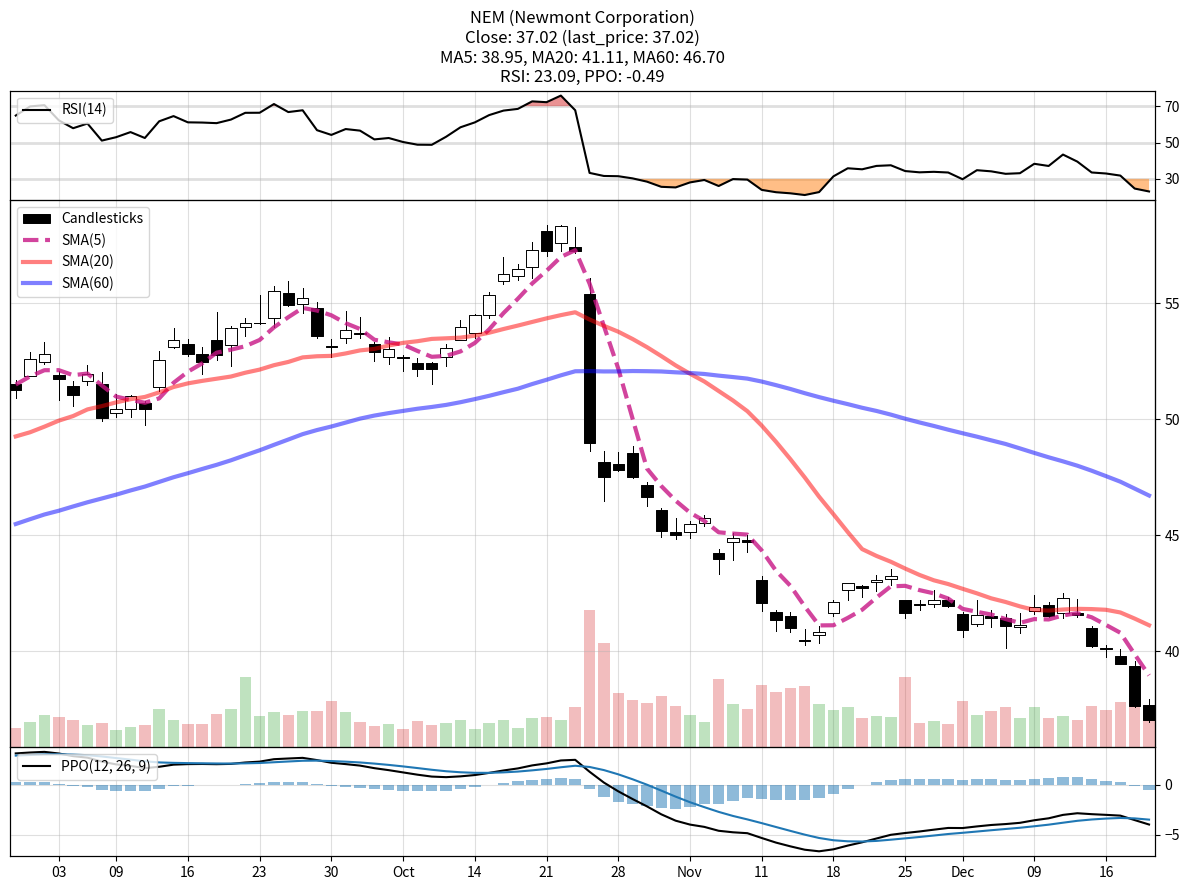 NEM (Newmont Corporation)
Close: 37.02 (last_price: 37.02)
MA5: 38.95, MA20: 41.11, MA60: 46.70
RSI: 23.09, PPO: -0.49
RSI(14)
70
50
30
Candlesticks
SMA(5)
SMA(20)
SMA(60)
55
50
45
40
PPO(12, 26, 9)
0
−5
03 09 16 23 30 Oct 14 21 28 Nov 11 18 25 Dec 09 16